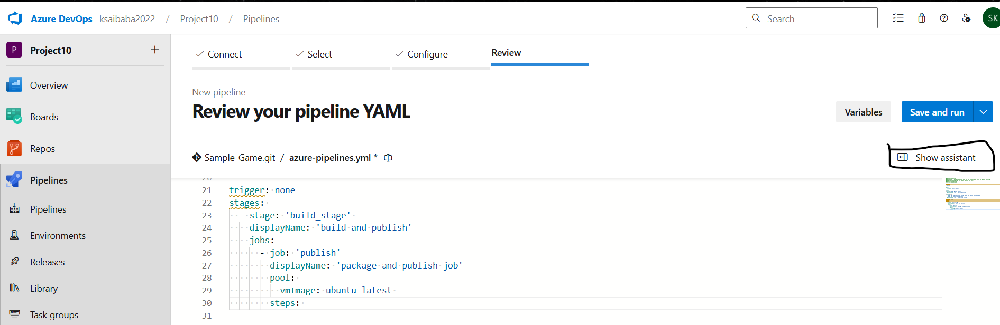 Azure DevOps ksaibaba2022 / Project10 / Pipelines
Search
SK
P Project10 +
Connect
Select
Configure
Review
Overview
Boards
Repos
Pipelines
Pipelines
Environments
Releases
Library
Task groups
New pipeline
Review your pipeline YAML
Variables
Save and run
Sample-Game.git / azure-pipelines.yml *
Show assistant
21 trigger: none
22 stages:
23 - stage: 'build_stage'
24 displayName: 'build and publish'
25 jobs:
26 - job: 'publish'
27 displayName: 'package and publish job'
28 pool:
29 vmImage: ubuntu-latest
30 steps:
31